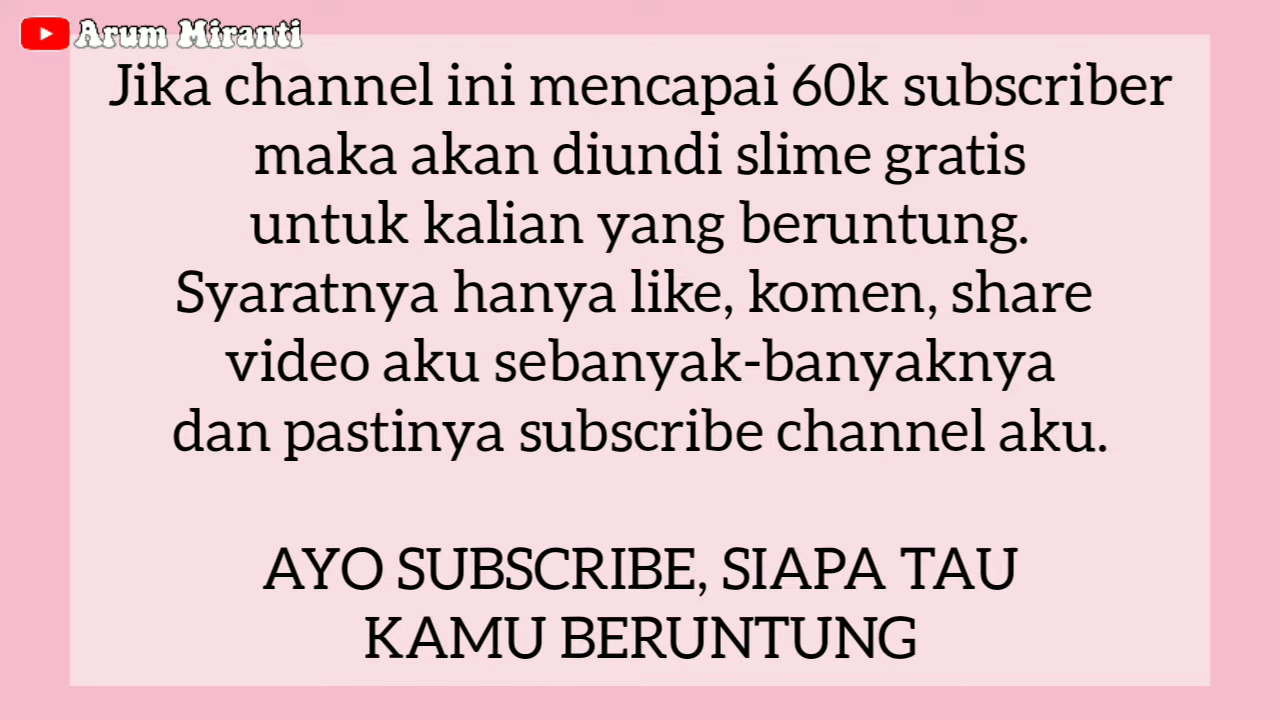 Arum Miranti
Jika channel ini mencapai 60k subscriber
maka akan diundi slime gratis
untuk kalian yang beruntung.
Syaratnya hanya like, komen, share
video aku sebanyak-banyaknya
dan pastinya subscribe channel aku.
AYO SUBSCRIBE, SIAPA TAU
KAMU BERUNTUNG